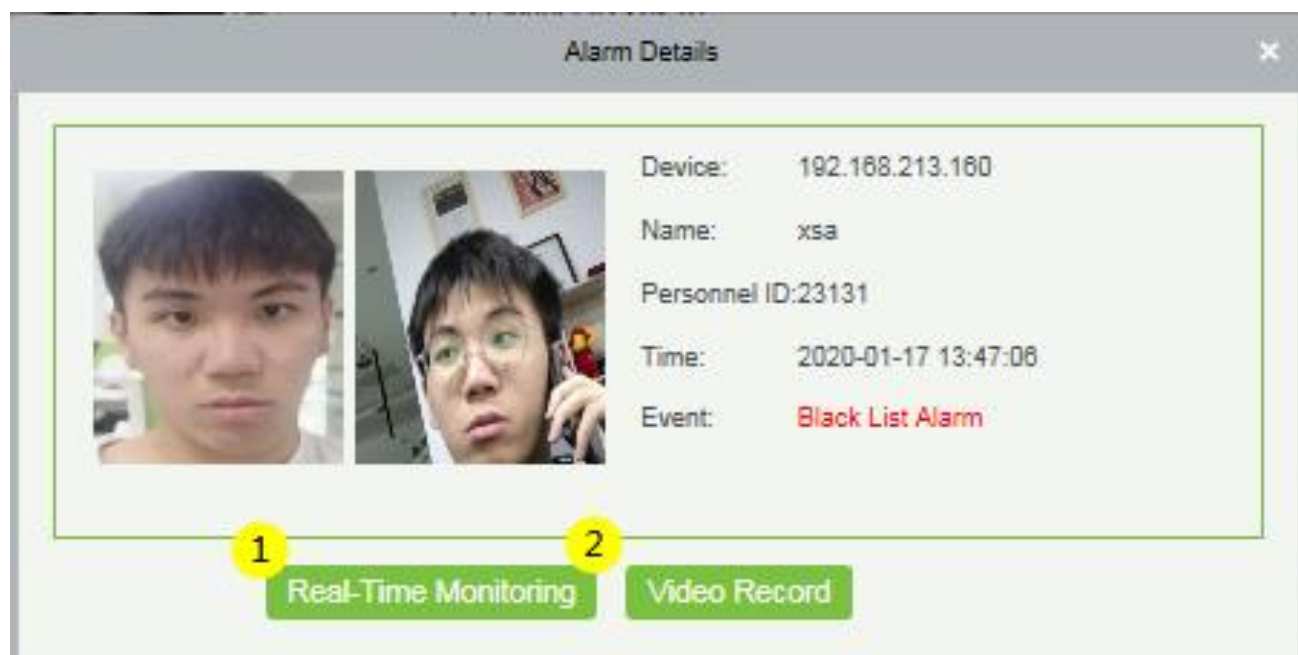 Alarm Details ×
Device: 192.168.213.160
Name: xsa
Personnel ID:23131
Time: 2020-01-17 13:47:06
Event: Black List Alarm
1 2
Real-Time Monitoring Video Record